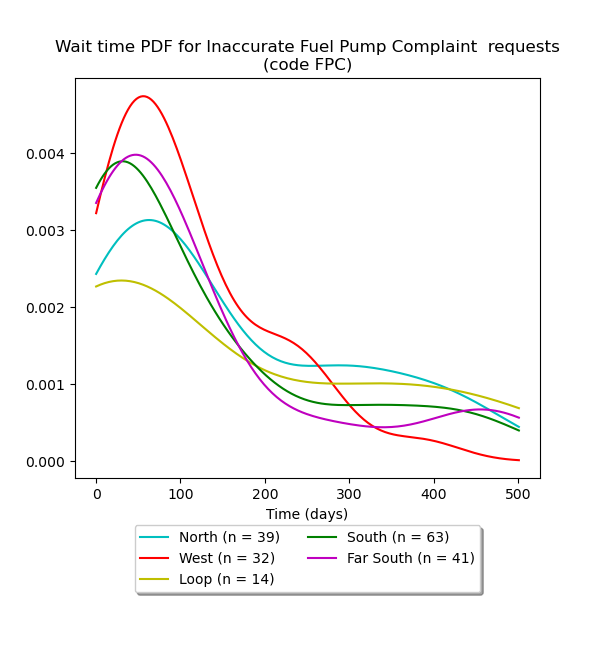 Wait time PDF for Inaccurate Fuel Pump Complaint  requests
(code FPC)
0.004
0.003
0.002
0.001
0.000
0 100 200 300 400 500
Time (days)
North (n = 39)
West (n = 32)
Loop (n = 14)
South (n = 63)
Far South (n = 41)